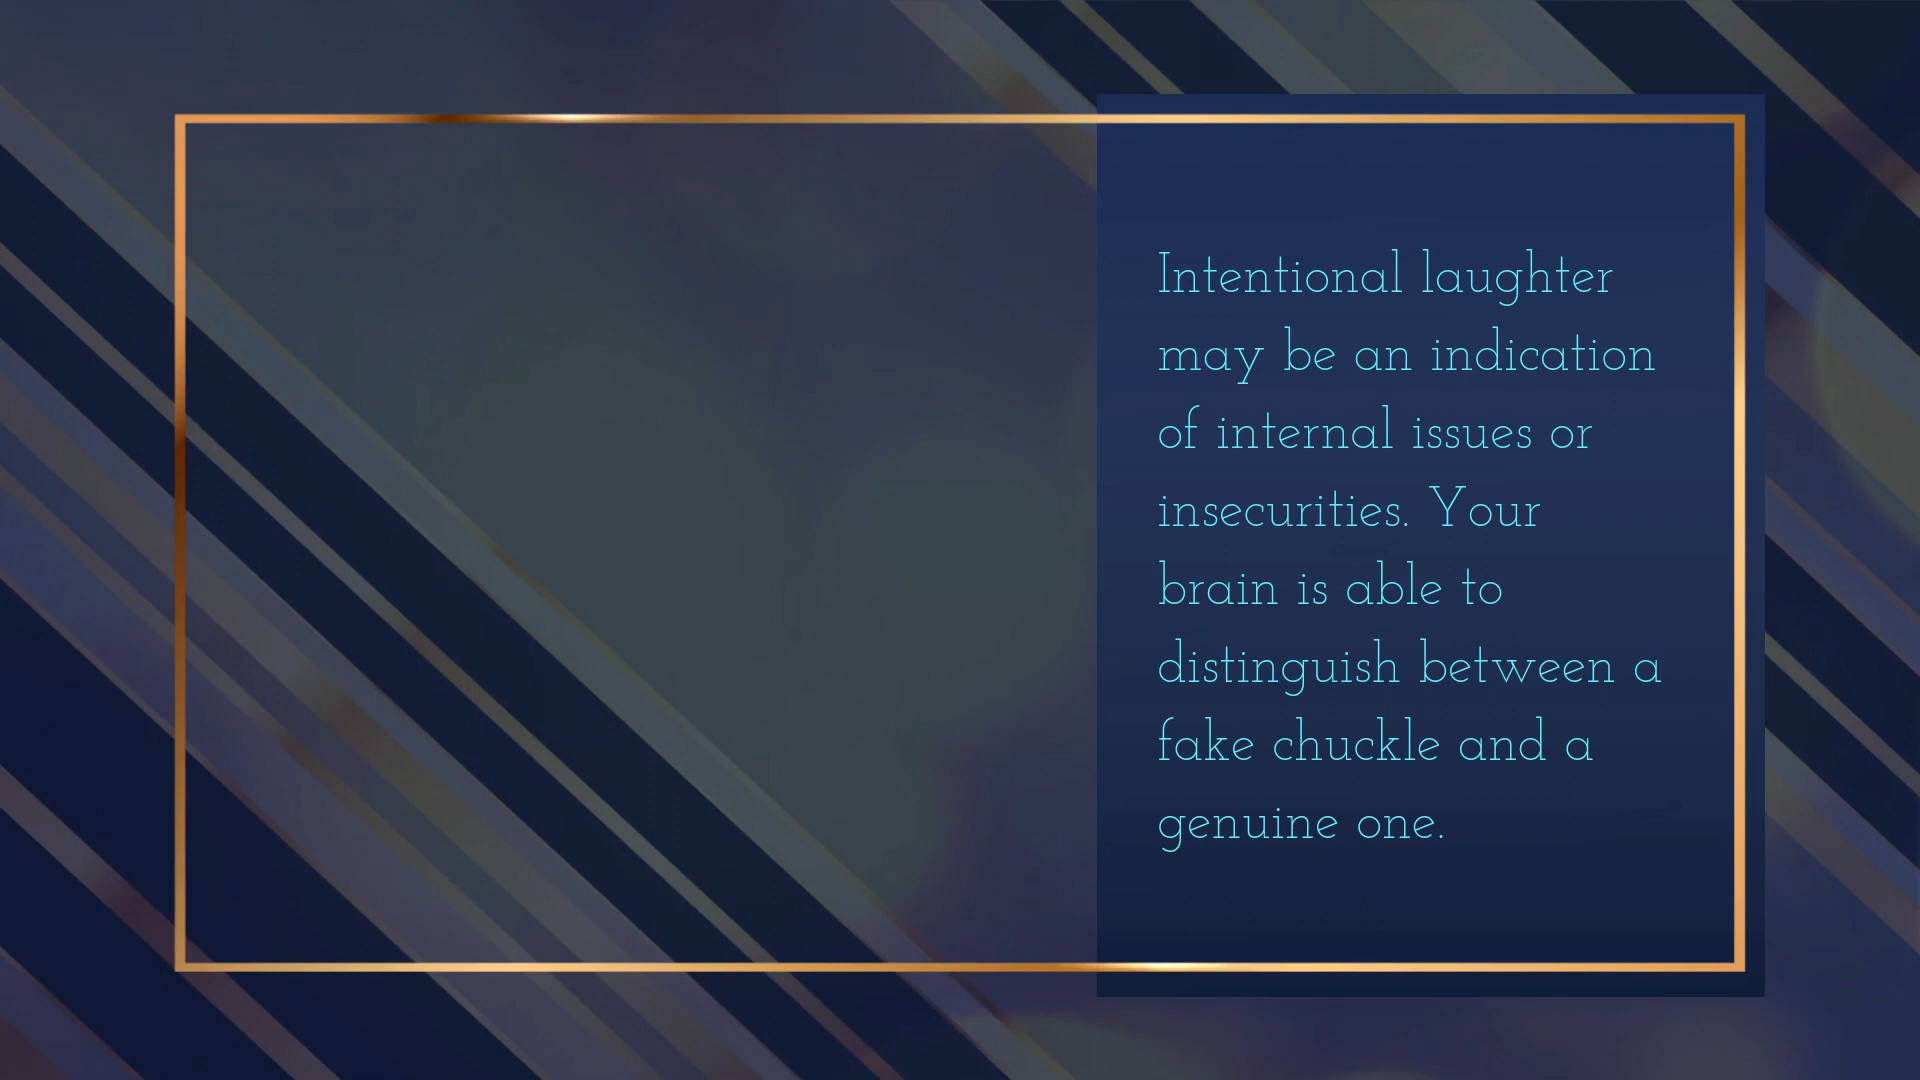 Intentional laughter
may be an indication
of internal issues or
insecurities. Your
brain is able to
distinguish between a
fake chuckle and a
genuine one.